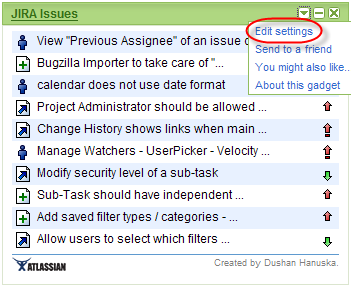 JIRA Issues
Edit settings
Send to a friend
You might also like..
About this gadget
View "Previous Assignee" of an issue
Bugzilla Importer to take care of "...
calendar does not use date format
Project Administrator should be allowed ...
Change History shows links when main ...
Manage Watchers - UserPicker - Velocity ...
Modify security level of a sub-task
Sub-Task should have independent ...
Add saved filter types / categories - ...
Allow users to select which filters ...
ATLASSIAN
Created by Dushan Hanuska.